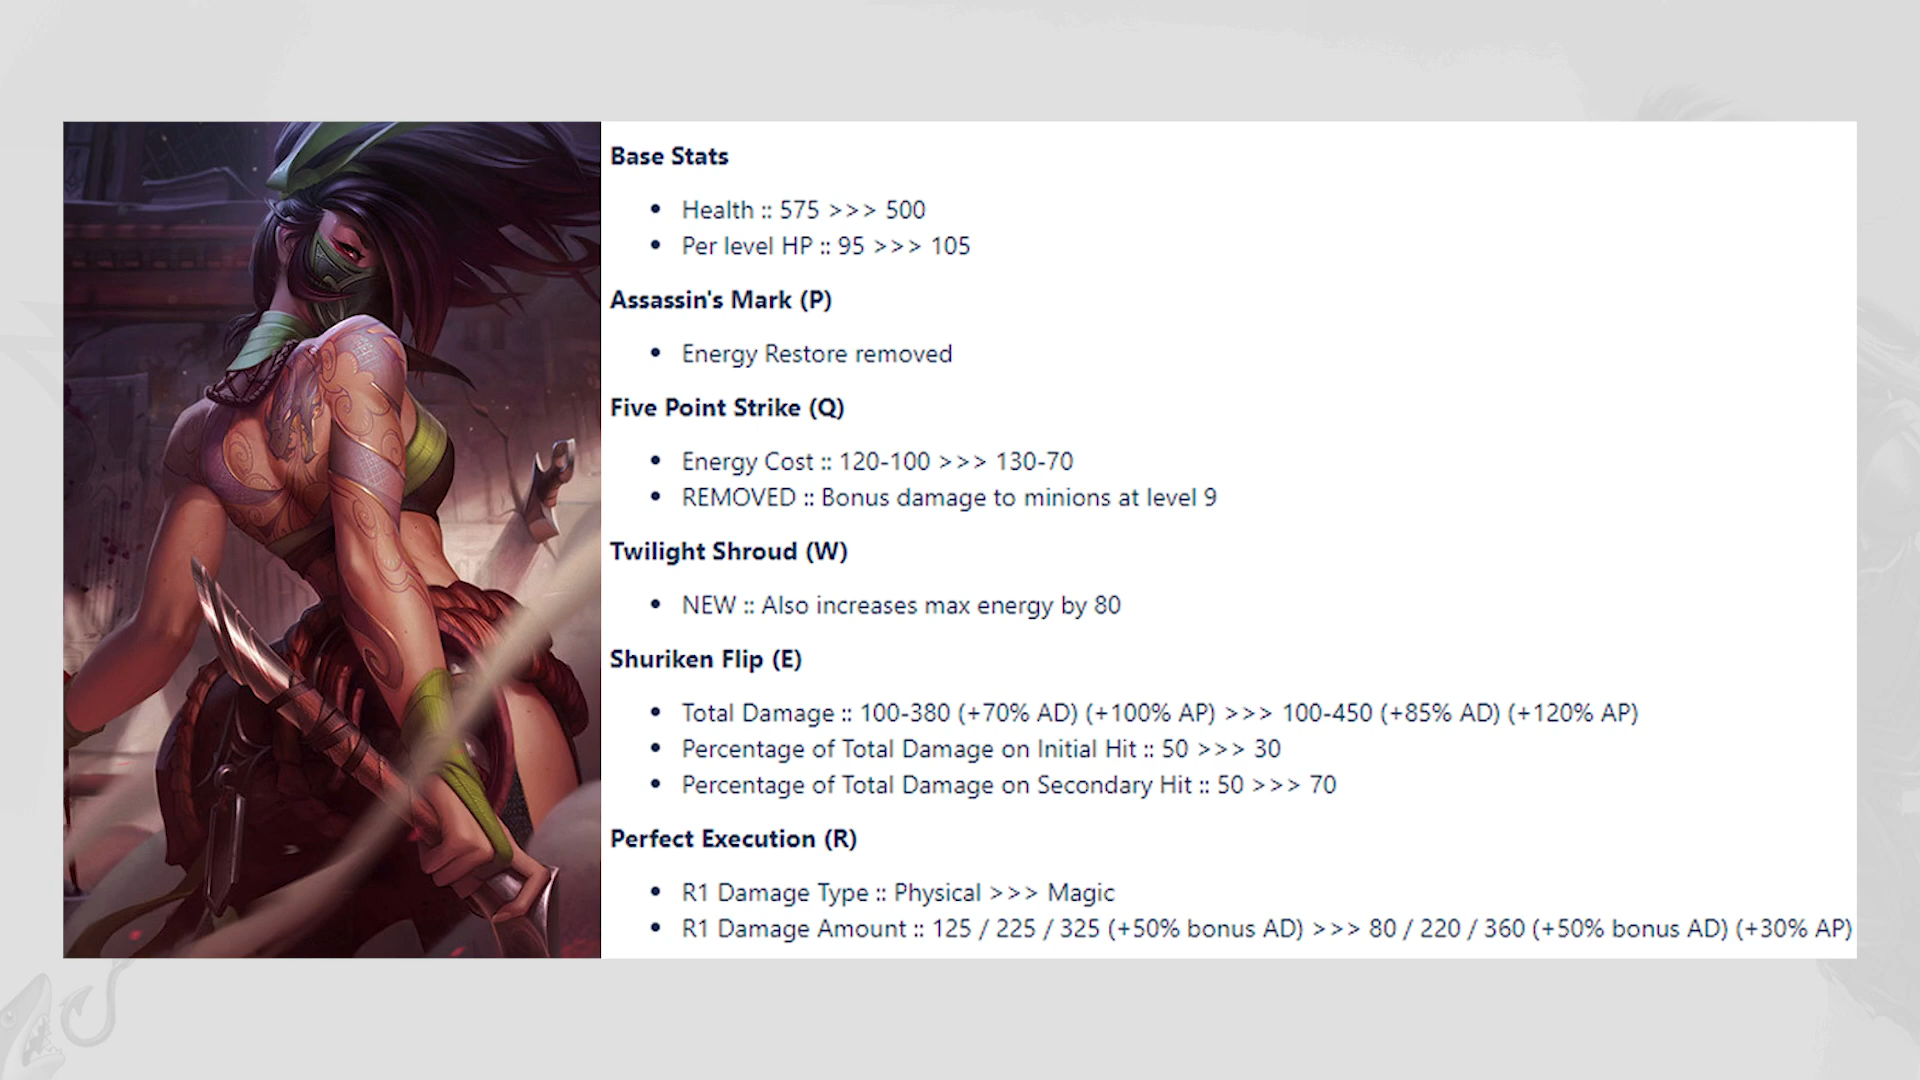 Base Stats
• Health :: 575 >>> 500
• Per level HP :: 95 >>> 105
Assassin's Mark (P)
• Energy Restore removed
Five Point Strike (Q)
• Energy Cost :: 120-100 >>> 130-70
• REMOVED :: Bonus damage to minions at level 9
Twilight Shroud (W)
• NEW :: Also increases max energy by 80
Shuriken Flip (E)
• Total Damage :: 100-380 (+70% AD) (+100% AP) >>> 100-450 (+85% AD) (+120% AP)
• Percentage of Total Damage on Initial Hit :: 50 >>> 30
• Percentage of Total Damage on Secondary Hit :: 50 >>> 70
Perfect Execution (R)
• R1 Damage Type :: Physical >>> Magic
• R1 Damage Amount :: 125 / 225 / 325 (+50% bonus AD) >>> 80 / 220 / 360 (+50% bonus AD) (+30% AP)